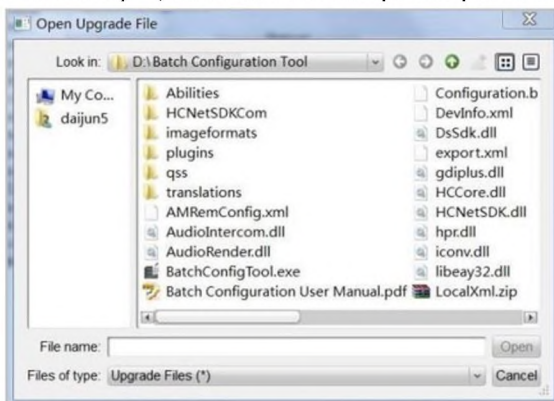 Open Upgrade File
Look in: D:\Batch Configuration Tool
My Co...
daijun5
Abilities
HCNetSDKCom
imageformats
plugins
qss
translations
AMRemConfig.xml
AudioIntercom.dll
AudioRender.dll
BatchConfigTool.exe
Batch Configuration User Manual.pdf
Configuration.b
DevInfo.xml
DsSdk.dll
export.xml
gdiplus.dll
HCCore.dll
HCNetSDK.dll
hpr.dll
iconv.dll
libeay32.dll
LocalXml.zip
File name: Open
Files of type: Upgrade Files (*) Cancel